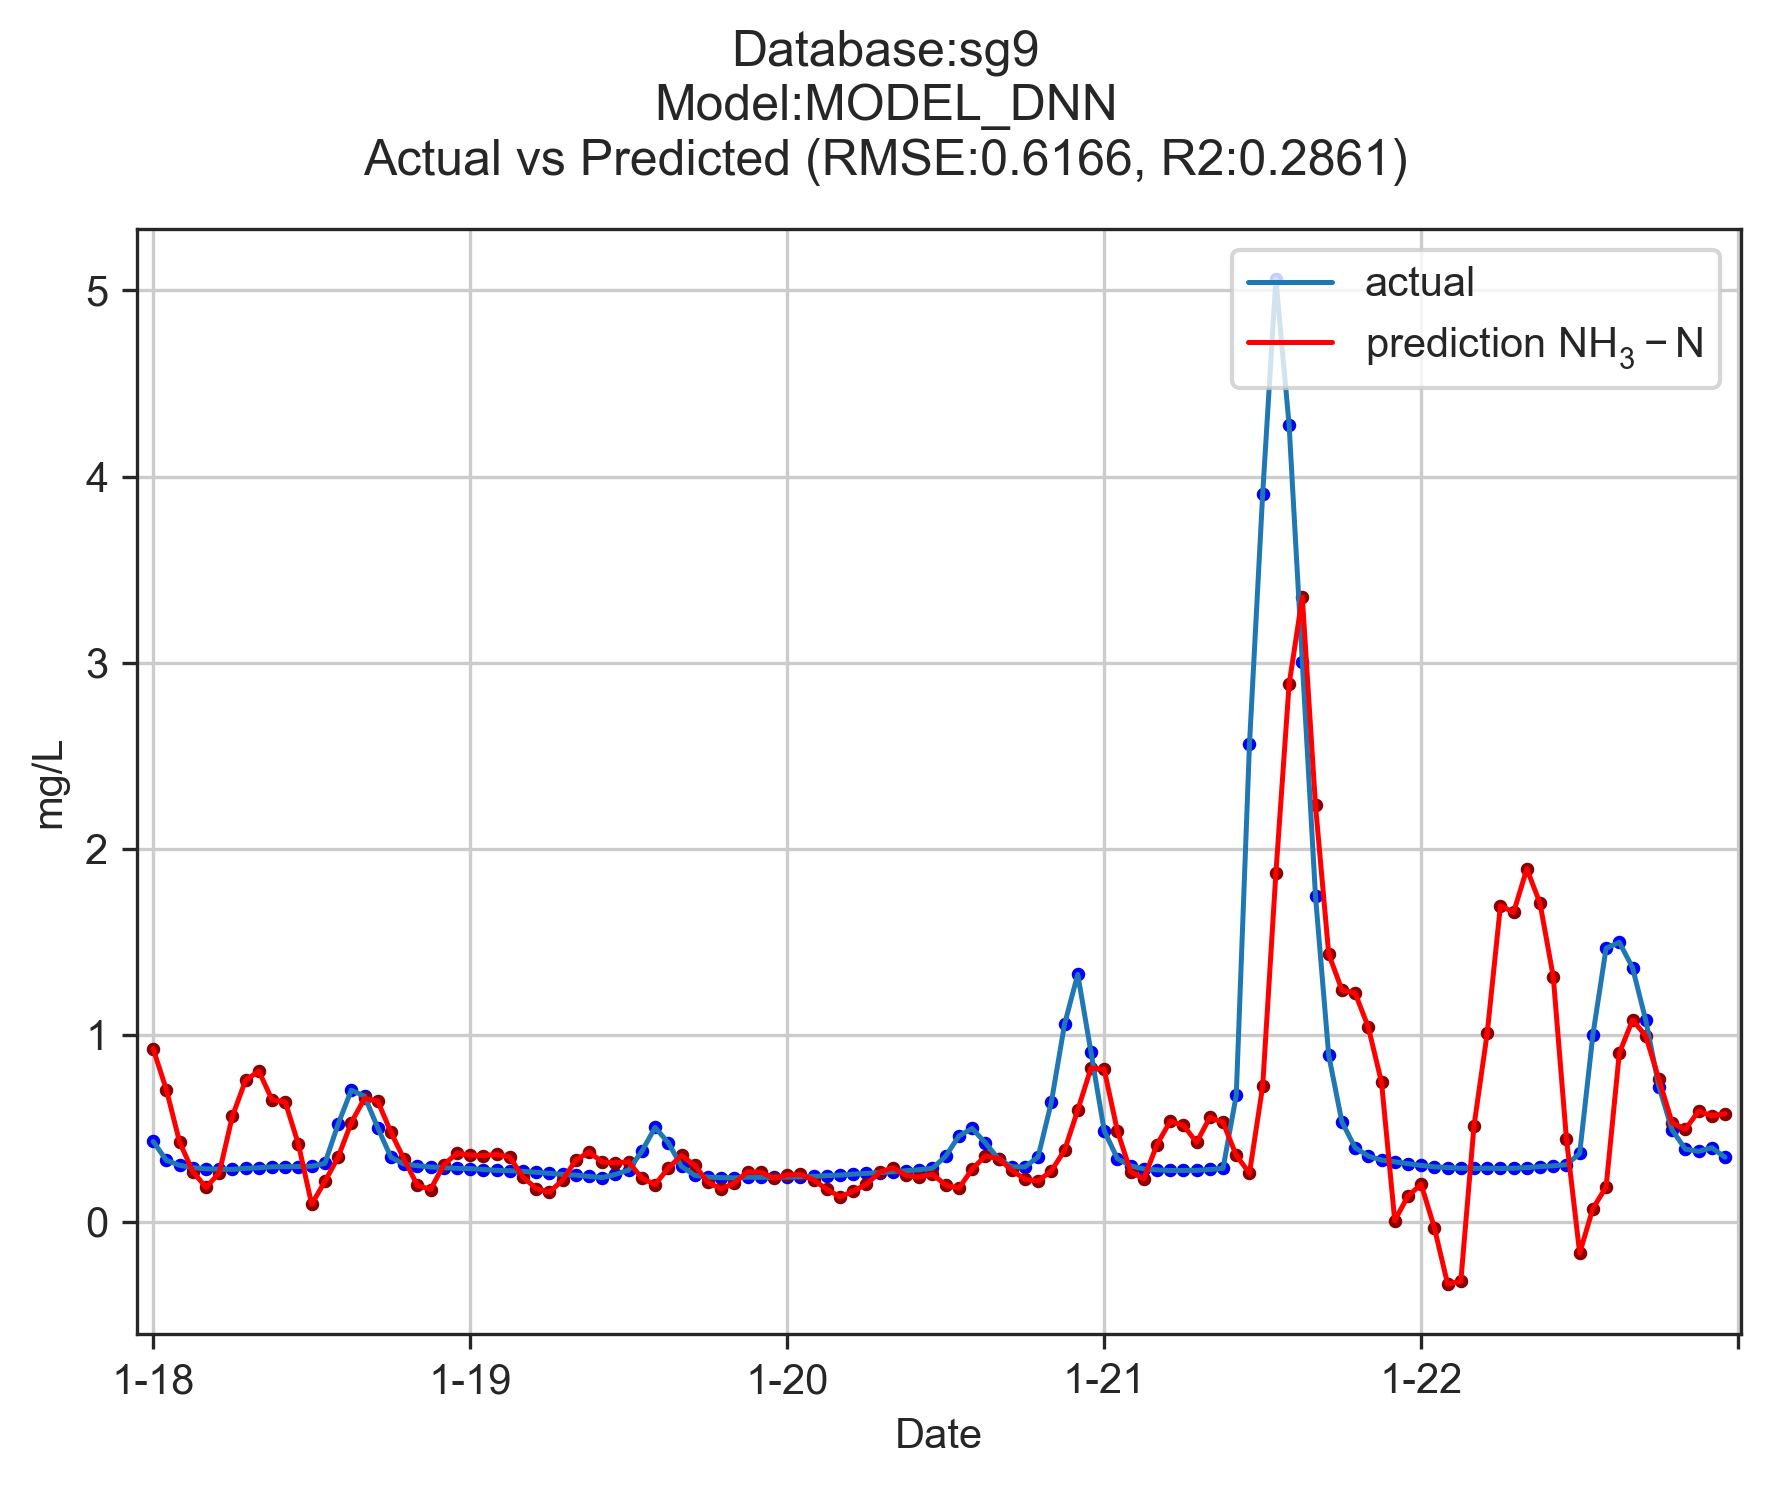 Database:sg9
Model:MODEL_DNN
Actual vs Predicted (RMSE:0.6166, R2:0.2861)
actual
prediction NH₃ − N
5
4
3
2
1
0
mg/L
1-18
1-19
1-20
1-21
1-22
Date